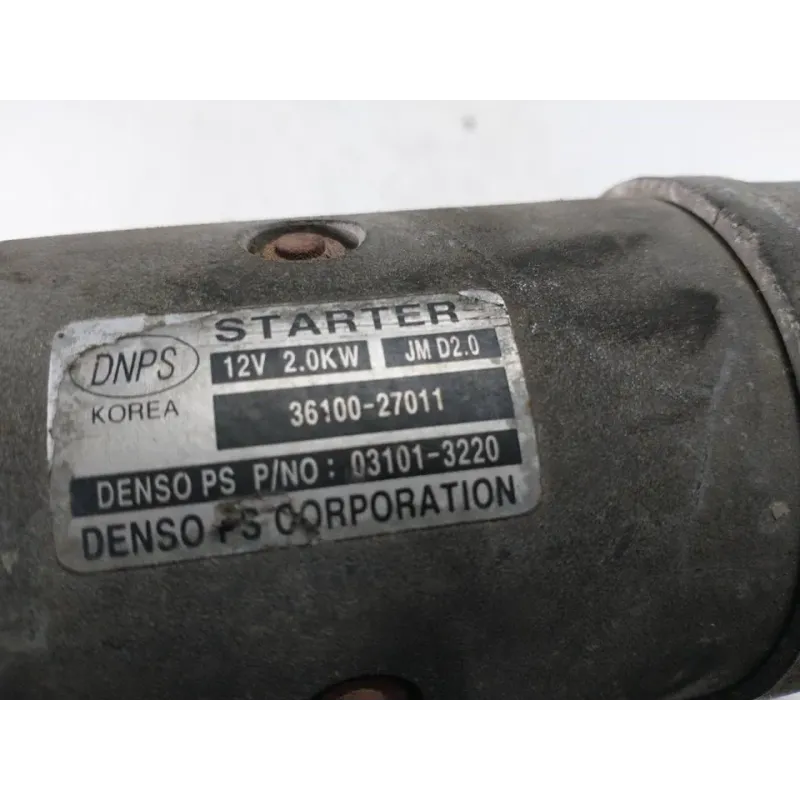 STARTER
DNPS
KOREA
12V 2.0KW
JM D2.0
36100-27011
DENSO PS P/NO: 03101-3220
DENSO PS CORPORATION